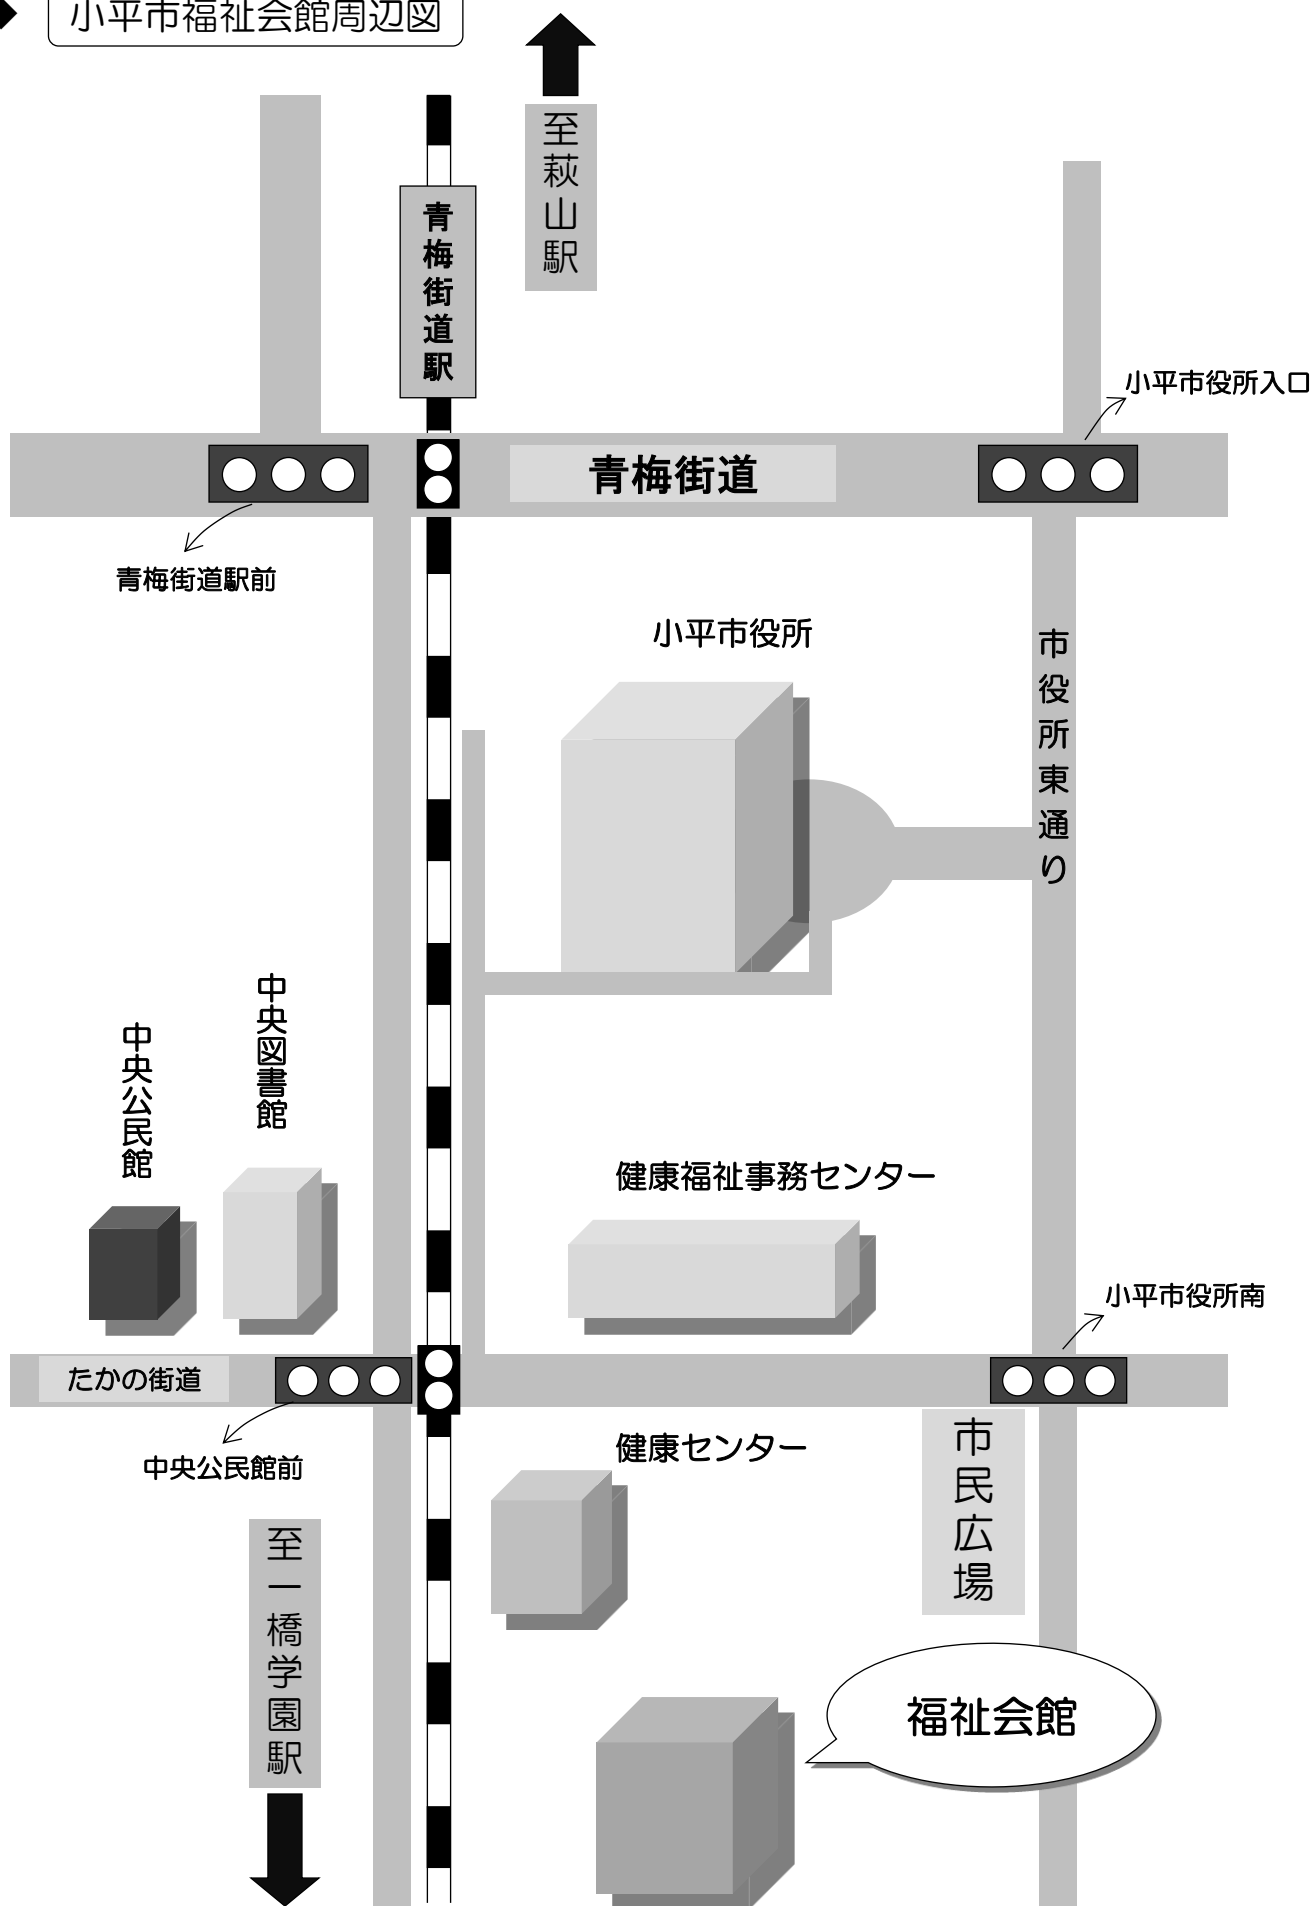 小平市福祉会館周辺図
至萩山駅
青梅街道駅
小平市役所入口
青梅街道
青梅街道駅前
小平市役所
市役所東通り
中央図書館
中央公民館
健康福祉事務センター
小平市役所南
たかの街道
中央公民館前
健康センター
市民広場
至一橋学園駅
福祉会館